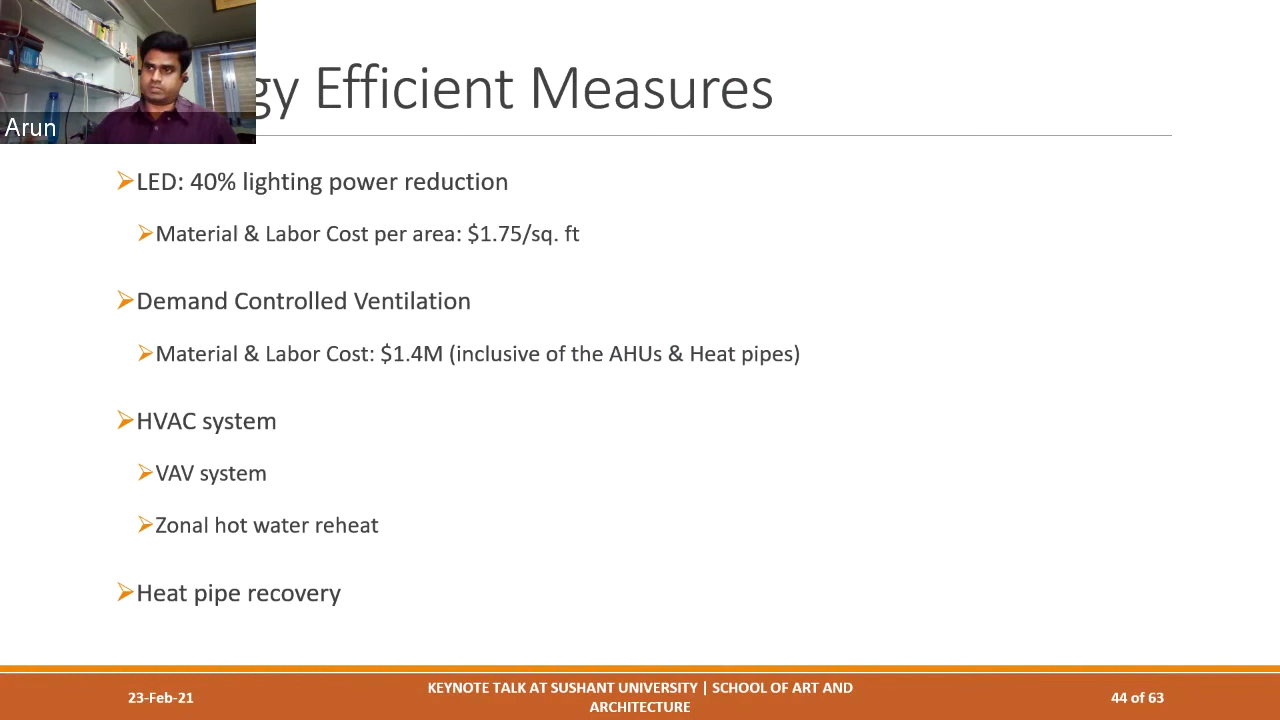 gy Efficient Measures
Arun
LED: 40% lighting power reduction
Material & Labor Cost per area: $1.75/sq. ft
Demand Controlled Ventilation
Material & Labor Cost: $1.4M (inclusive of the AHUs & Heat pipes)
HVAC system
VAV system
Zonal hot water reheat
Heat pipe recovery
23-Feb-21
KEYNOTE TALK AT SUSHANT UNIVERSITY | SCHOOL OF ART AND
ARCHITECTURE
44 of 63